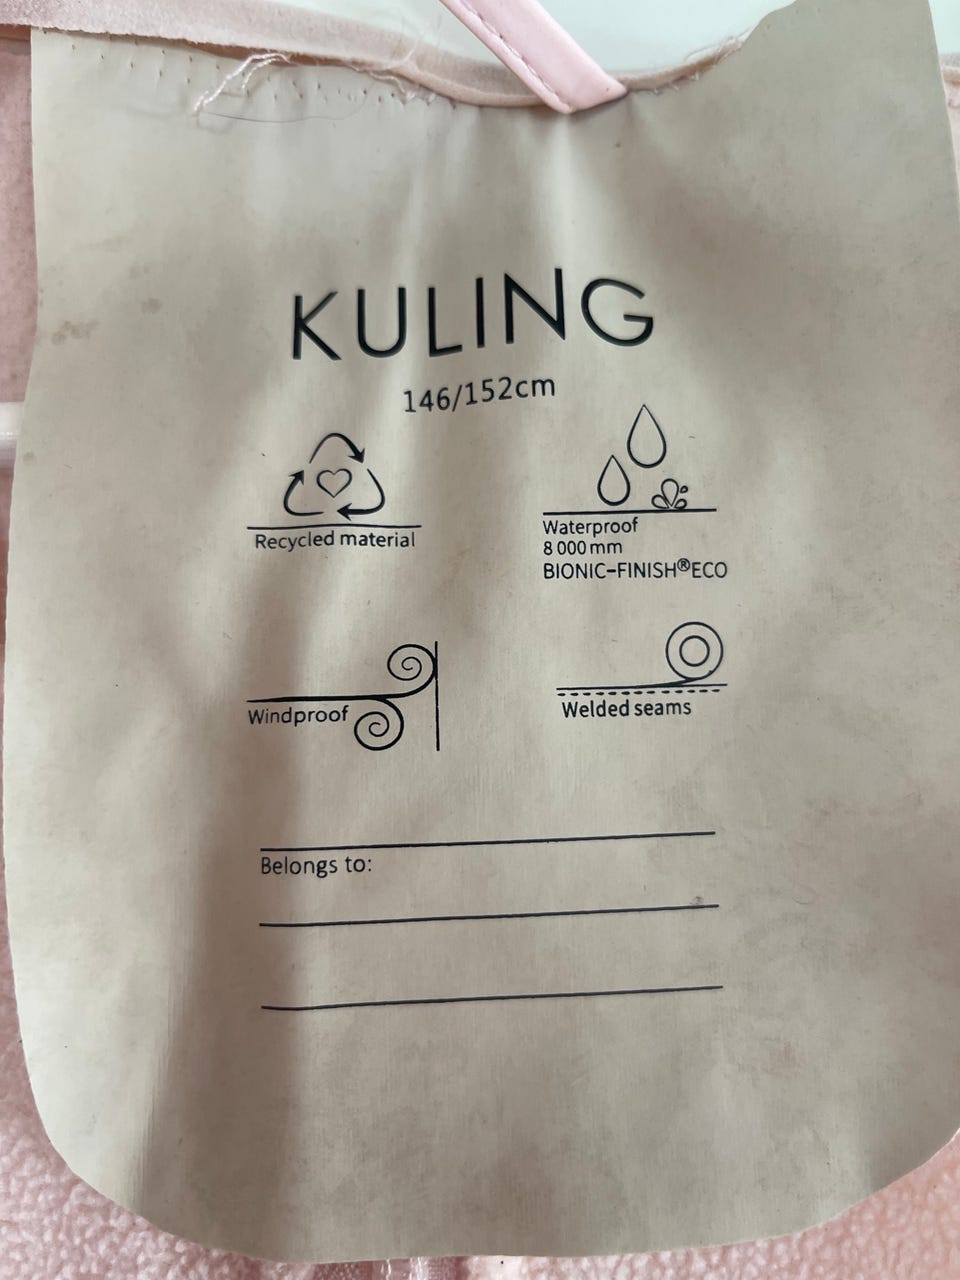 KULING
146/152cm
Recycled material
Waterproof
8 000 mm
BIONIC-FINISH®ECO
Windproof
Welded seams
Belongs to: